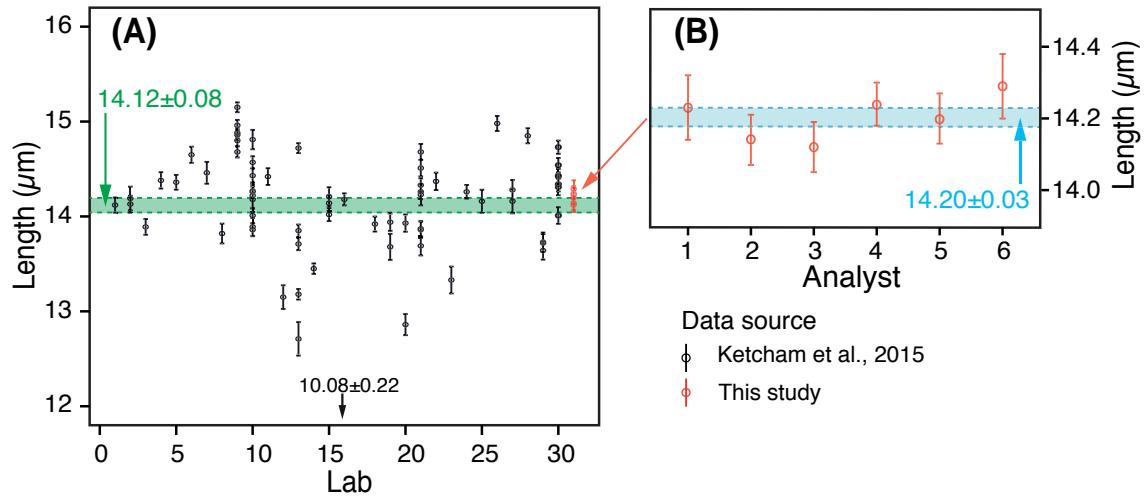 (A)
16
15
14
13
12
Length (µm)
14.12±0.08
10.08±0.22
0 5 10 15 20 25 30
Lab
(B)
14.4
14.2
14.0
Length (µm)
14.20±0.03
1 2 3 4 5 6
Analyst
Data source
Ketcham et al., 2015
This study